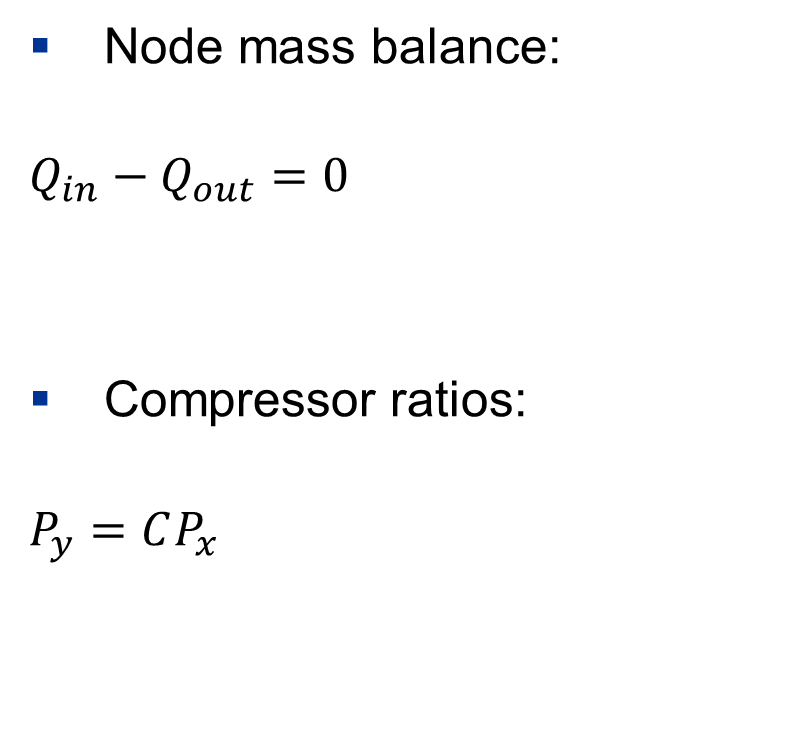 ▪ Node mass balance:
Q_in − Q_out = 0
▪ Compressor ratios:
P_y = CP_x